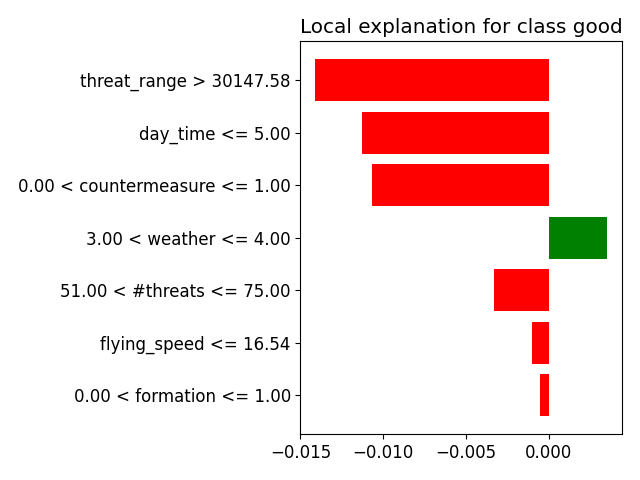 Local explanation for class good
threat_range > 30147.58
day_time <= 5.00
0.00 < countermeasure <= 1.00
3.00 < weather <= 4.00
51.00 < #threats <= 75.00
flying_speed <= 16.54
0.00 < formation <= 1.00
−0.015 −0.010 −0.005 0.000